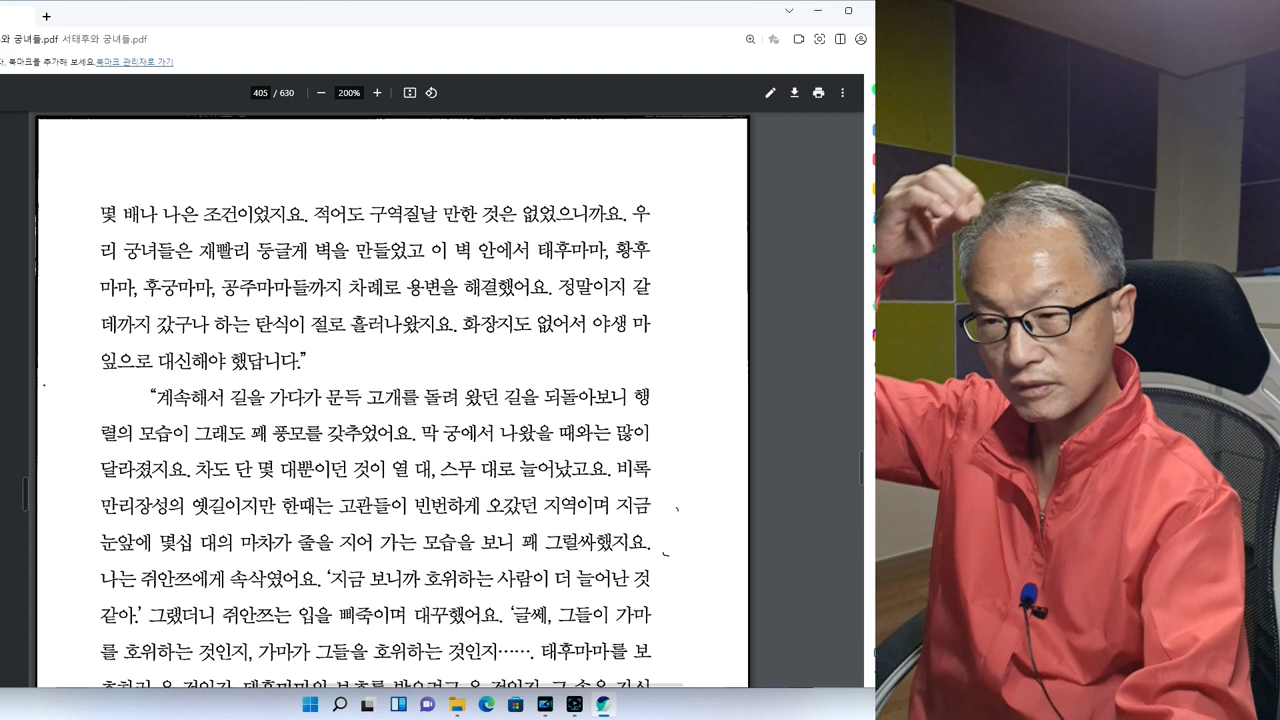 와 궁녀들.pdf 서태후와 궁녀들.pdf
다. 북마크를 추가해 보세요.북마크 관리자로 가기
405 / 630 200%
몇 배나 나은 조건이었지요. 적어도 구역질날 만한 것은 없었으니까요. 우
리 궁녀들은 재빨리 둥글게 벽을 만들었고 이 벽 안에서 태후마마, 황후
마마, 후궁마마, 공주마마들까지 차례로 용변을 해결했어요. 정말이지 갈
데까지 갔구나 하는 탄식이 절로 흘러나왔지요. 화장지도 없어서 야생 마
잎으로 대신해야 했답니다.”
“계속해서 길을 가다가 문득 고개를 돌려 왔던 길을 되돌아보니 행
렬의 모습이 그래도 꽤 풍모를 갖추었어요. 막 궁에서 나왔을 때와는 많이
달라졌지요. 차도 단 몇 대뿐이던 것이 열 대, 스무 대로 늘어났고요. 비록
만리장성의 옛길이지만 한때는 고관들이 빈번하게 오갔던 지역이며 지금
눈앞에 몇십 대의 마차가 줄을 지어 가는 모습을 보니 꽤 그럴싸했지요.
나는 쥐안쯔에게 속삭였어요. ‘지금 보니까 호위하는 사람이 더 늘어난 것
같아.’ 그랬더니 쥐안쯔는 입을 삐죽이며 대꾸했어요. ‘글쎄, 그들이 가마
를 호위하는 것인지, 가마가 그들을 호위하는 것인지……. 태후마마를 보